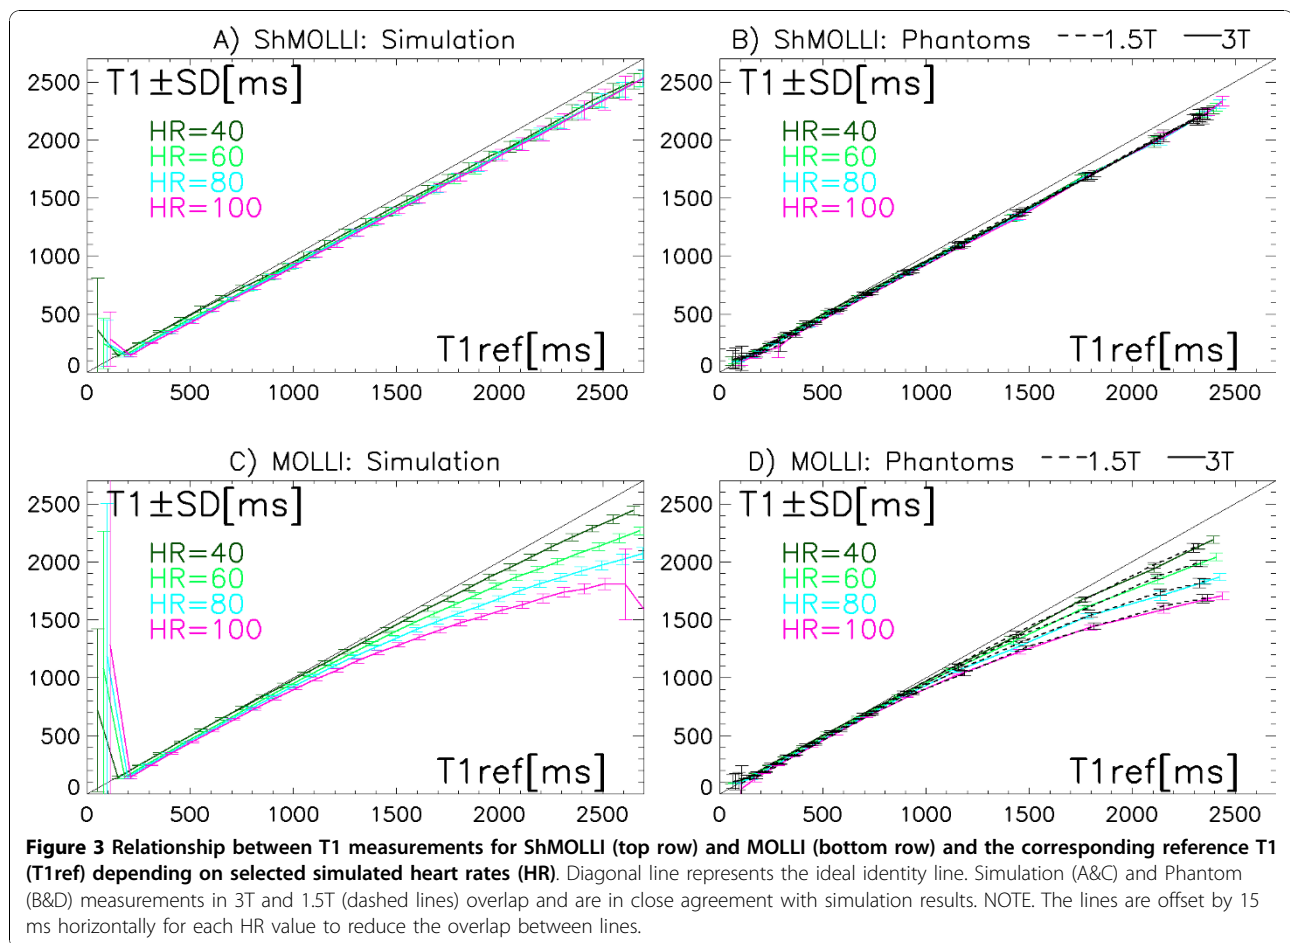 A) ShMOLLI: Simulation
T1±SD[ms]
HR=40
HR=60
HR=80
HR=100
2500
2000
1500
1000
500
0
T1ref[ms]
0 500 1000 1500 2000 2500
B) ShMOLLI: Phantoms 1.5T 3T
T1±SD[ms]
HR=40
HR=60
HR=80
HR=100
2500
2000
1500
1000
500
0
T1ref[ms]
0 500 1000 1500 2000 2500
C) MOLLI: Simulation
T1±SD[ms]
HR=40
HR=60
HR=80
HR=100
2500
2000
1500
1000
500
0
T1ref[ms]
0 500 1000 1500 2000 2500
D) MOLLI: Phantoms 1.5T 3T
T1±SD[ms]
HR=40
HR=60
HR=80
HR=100
2500
2000
1500
1000
500
0
T1ref[ms]
0 500 1000 1500 2000 2500
Figure 3 Relationship between T1 measurements for ShMOLLI (top row) and MOLLI (bottom row) and the corresponding reference T1
(T1ref) depending on selected simulated heart rates (HR). Diagonal line represents the ideal identity line. Simulation (A&C) and Phantom
(B&D) measurements in 3T and 1.5T (dashed lines) overlap and are in close agreement with simulation results. NOTE. The lines are offset by 15
ms horizontally for each HR value to reduce the overlap between lines.